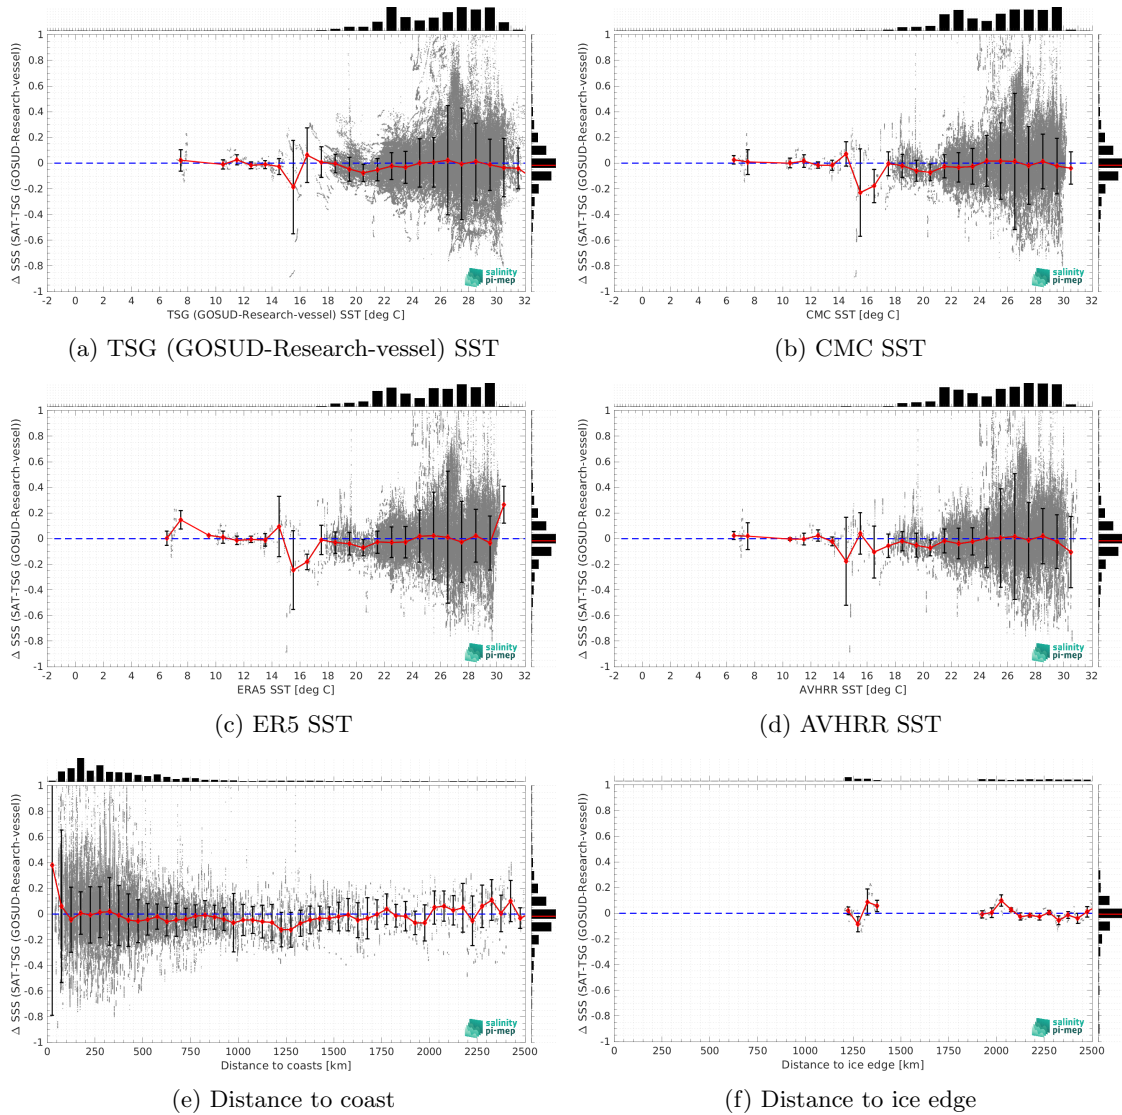 1
0.8
0.6
0.4
0.2
0
-0.2
-0.4
-0.6
-0.8
-1
Δ SSS (SAT-TSG (GOSUD-Research-vessel))
salinity
pi-mep
-2 0 2 4 6 8 10 12 14 16 18 20 22 24 26 28 30 32
TSG (GOSUD-Research-vessel) SST [deg C]
(a) TSG (GOSUD-Research-vessel) SST
1
0.8
0.6
0.4
0.2
0
-0.2
-0.4
-0.6
-0.8
-1
Δ SSS (SAT-TSG (GOSUD-Research-vessel))
salinity
pi-mep
-2 0 2 4 6 8 10 12 14 16 18 20 22 24 26 28 30 32
CMC SST [deg C]
(b) CMC SST
1
0.8
0.6
0.4
0.2
0
-0.2
-0.4
-0.6
-0.8
-1
Δ SSS (SAT-TSG (GOSUD-Research-vessel))
salinity
pi-mep
-2 0 2 4 6 8 10 12 14 16 18 20 22 24 26 28 30 32
ERA5 SST [deg C]
(c) ER5 SST
1
0.8
0.6
0.4
0.2
0
-0.2
-0.4
-0.6
-0.8
-1
Δ SSS (SAT-TSG (GOSUD-Research-vessel))
salinity
pi-mep
-2 0 2 4 6 8 10 12 14 16 18 20 22 24 26 28 30 32
AVHRR SST [deg C]
(d) AVHRR SST
1
0.8
0.6
0.4
0.2
0
-0.2
-0.4
-0.6
-0.8
-1
Δ SSS (SAT-TSG (GOSUD-Research-vessel))
salinity
pi-mep
0 250 500 750 1000 1250 1500 1750 2000 2250 2500
Distance to coasts [km]
(e) Distance to coast
1
0.8
0.6
0.4
0.2
0
-0.2
-0.4
-0.6
-0.8
-1
Δ SSS (SAT-TSG (GOSUD-Research-vessel))
salinity
pi-mep
0 250 500 750 1000 1250 1500 1750 2000 2250 2500
Distance to ice edge [km]
(f) Distance to ice edge